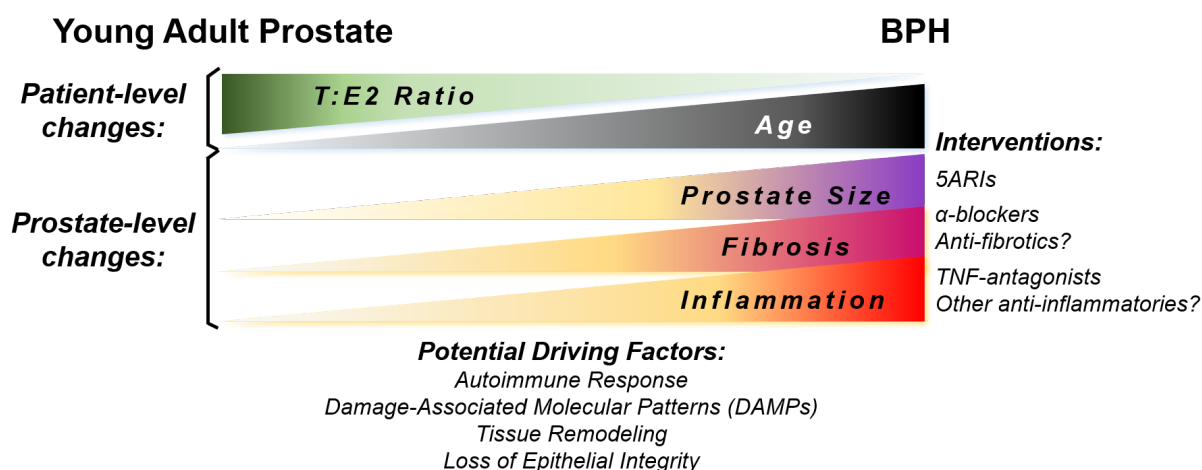 Young Adult Prostate
BPH
Patient-level
changes:
T:E2 Ratio
Age
Prostate-level
changes:
Prostate Size
Fibrosis
Inflammation
Interventions:
5ARIs
α-blockers
Anti-fibrotics?
TNF-antagonists
Other anti-inflammatories?
Potential Driving Factors:
Autoimmune Response
Damage-Associated Molecular Patterns (DAMPs)
Tissue Remodeling
Loss of Epithelial Integrity